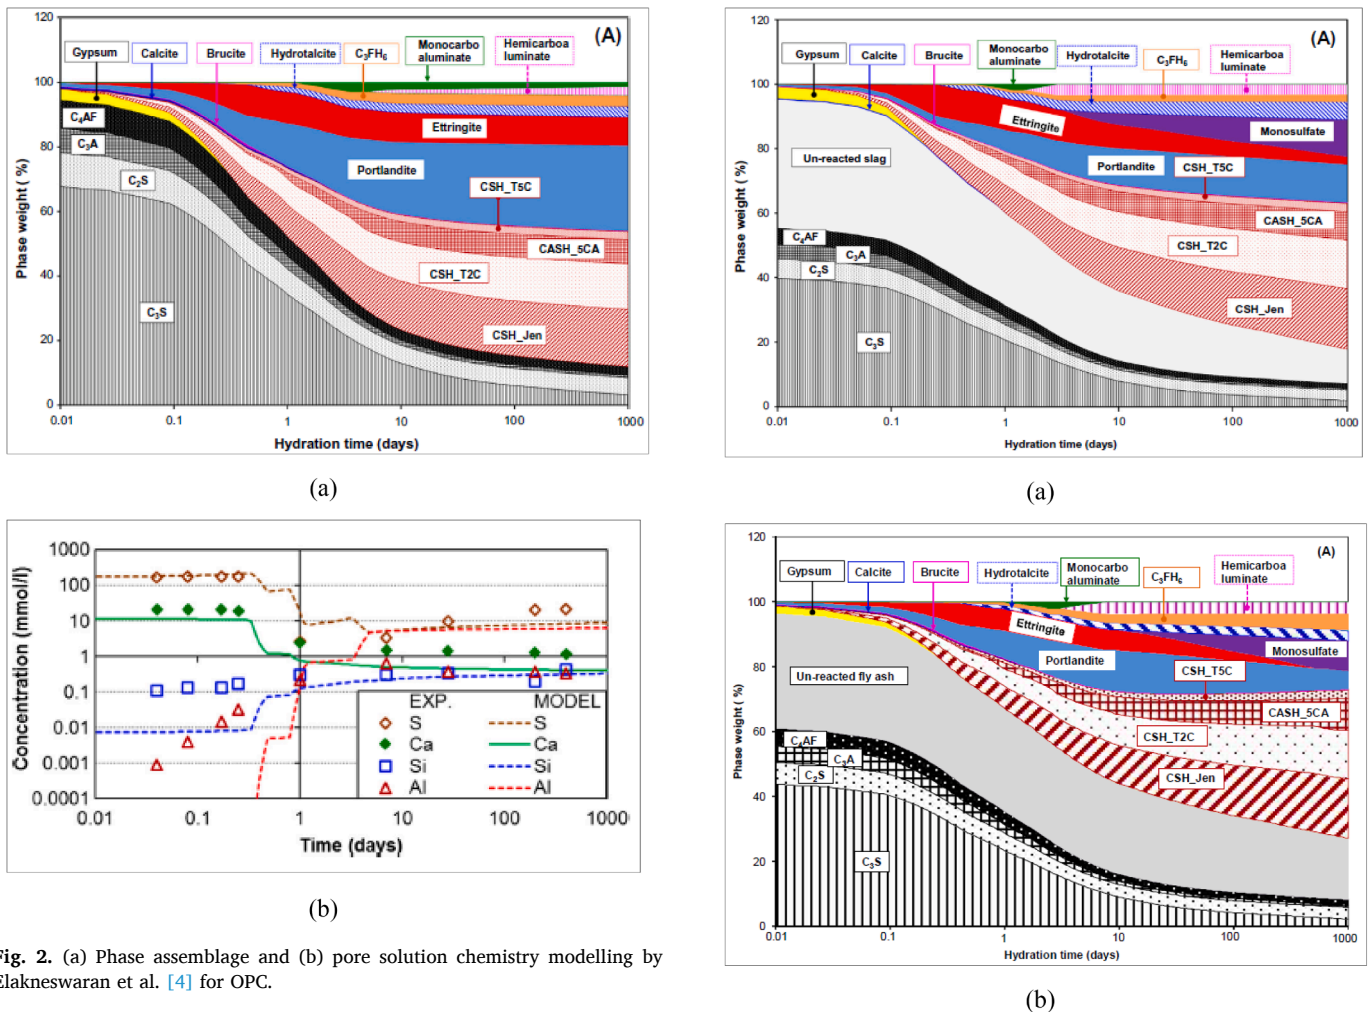 120
100
80
60
40
20
0
Phase weight ( %)
(A)
Gypsum
Calcite
Brucite
Hydrotalcite
C3FH6
Monocarbo
aluminate
Hemicarboa
luminate
C4AF
C3A
C2S
C3S
Ettringite
Portlandite
CSH_T5C
CASH_5CA
CSH_T2C
CSH_Jen
0.01 0.1 1 10 100 1000
Hydration time (days)
(a)
1000
100
10
1
0.1
0.01
0.001
0.0001
Concentration (mmol/l)
EXP. MODEL
S S
Ca Ca
Si Si
Al Al
0.01 0.1 1 10 100 1000
Time (days)
(b)
Fig. 2. (a) Phase assemblage and (b) pore solution chemistry modelling by
Elakneswaran et al. [4] for OPC.
120
100
80
60
40
20
0
Phase weight ( %)
(A)
Gypsum
Calcite
Brucite
Monocarbo
aluminate
Hydrotalcite
C3FH6
Hemicarboa
luminate
Un-reacted slag
Ettringite
Monosulfate
Portlandite
CSH_T5C
CASH_5CA
CSH_T2C
CSH_Jen
C4AF
C3A
C2S
C3S
0.01 0.1 1 10 100 1000
Hydration time (days)
(a)
120
100
80
60
40
20
0
Phase weight ( %)
(A)
Gypsum
Calcite
Brucite
Hydrotalcite
Monocarbo
aluminate
C3FH6
Hemicarboa
luminate
Un-reacted fly ash
Ettringite
Monosulfate
Portlandite
CSH_T5C
CASH_5CA
CSH_T2C
CSH_Jen
C4AF
C3A
C2S
C3S
0.01 0.1 1 10 100 1000
Hydration time (days)
(b)